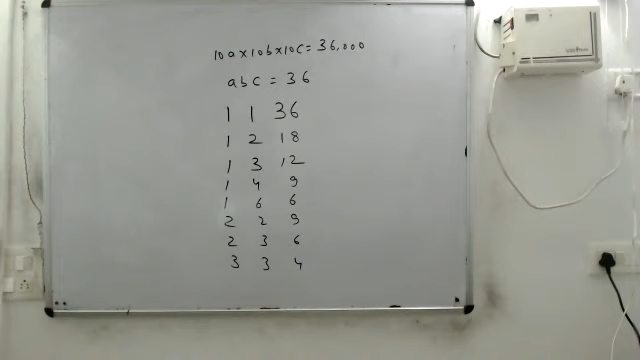 10a×10b×10c=36,000
abc = 36
1 1 36
1 2 18
1 3 12
1 4 9
1 6 6
2 2 9
2 3 6
3 3 4